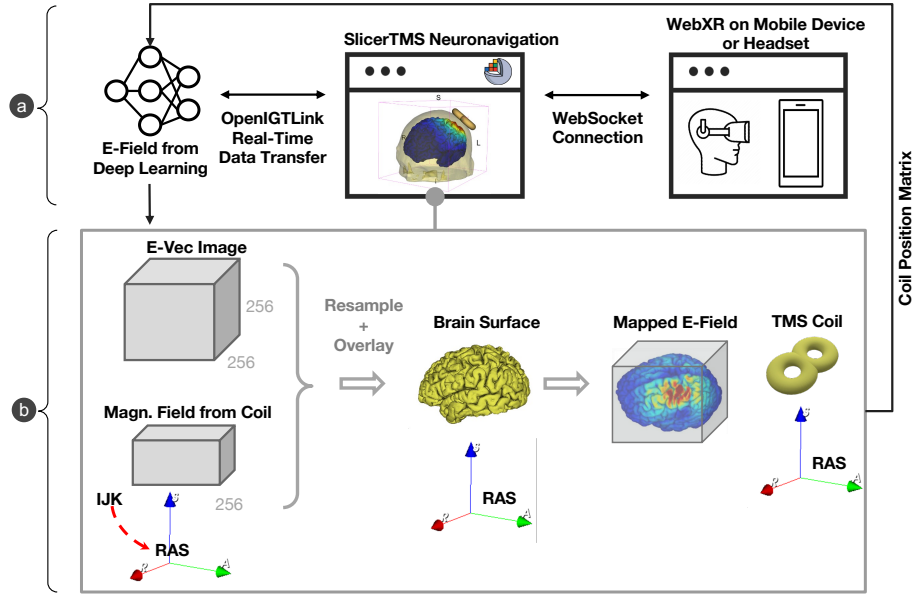 SlicerTMS Neuronavigation
WebXR on Mobile Device
or Headset
a
E-Field from
Deep Learning
OpenIGTLink
Real-Time
Data Transfer
S
R
L
I
WebSocket
Connection
Coil Position Matrix
b
E-Vec Image
256
256
Resample
+
Overlay
Brain Surface
Mapped E-Field
TMS Coil
Magn. Field from Coil
256
IJK
S
RAS
R
A
S
RAS
R
A
S
RAS
R
A